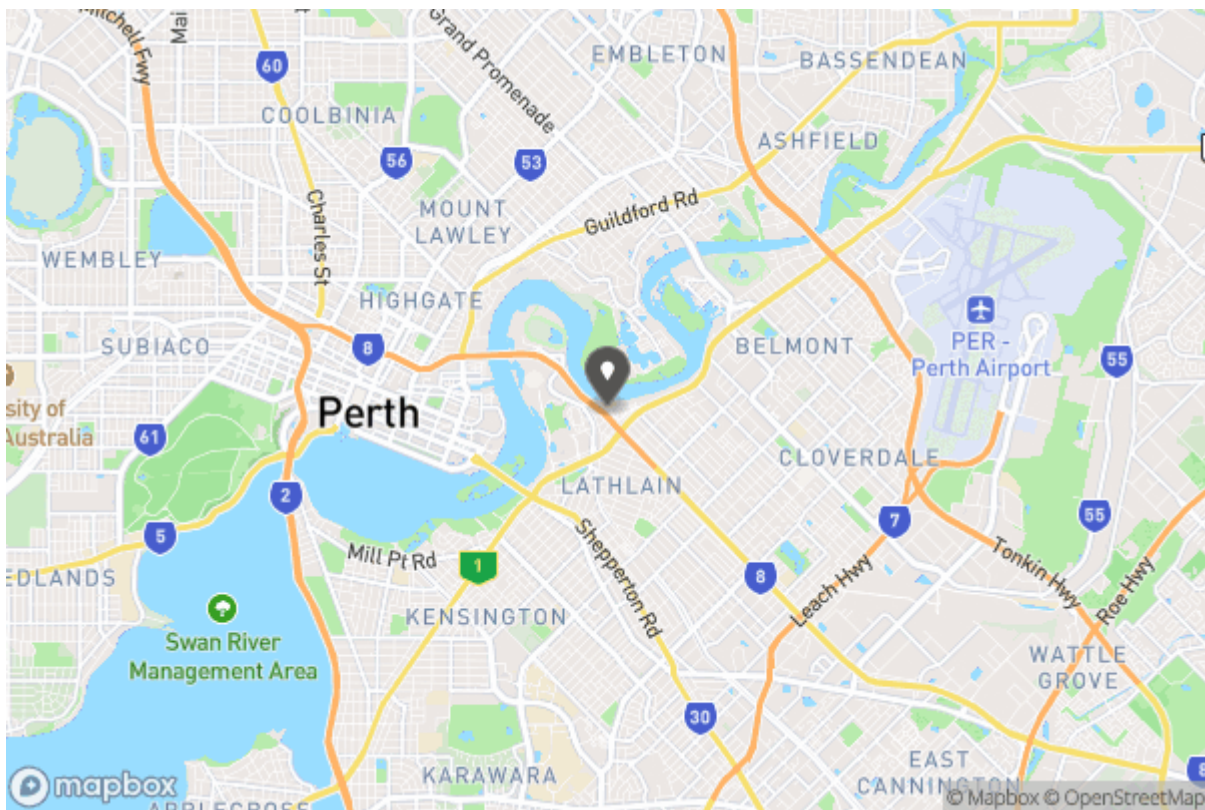 Mitchell Fwy
Mai
Grand Promenade
EMBLETON
BASSENDEAN
60
COOLBINIA
56
53
ASHFIELD
Charles St
MOUNT
LAWLEY
Guildford Rd
WEMBLEY
HIGHGATE
SUBIACO
8
BELMONT
PER -
Perth Airport
55
sity of
Australia
61
Perth
LATHLAIN
CLOVERDALE
2
5
7
55
Mill Pt Rd
1
Shepperton Rd
8
Leach Hwy
Tonkin Hwy
Roe Hwy
EDLANDS
KENSINGTON
Swan River
Management Area
WATTLE
GROVE
30
KARAWARA
EAST
CANNINGTON
8
mapbox
APPLECROSS
© Mapbox © OpenStreetMap